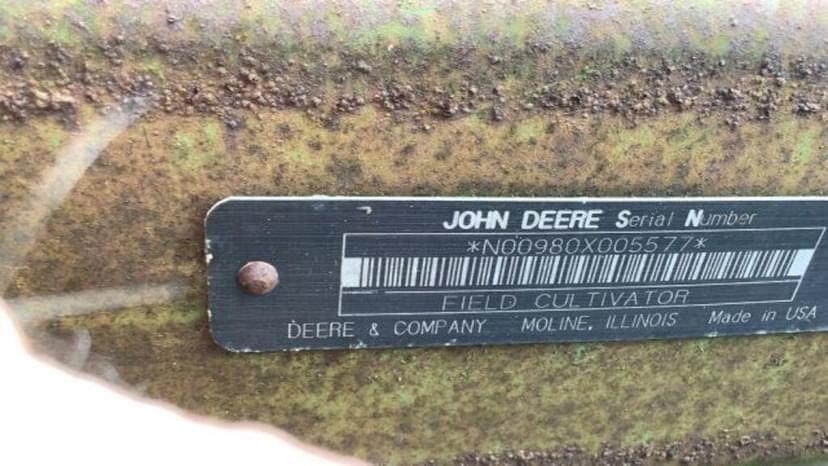 JOHN DEERE Serial Number
*N00980X005577*
FIELD CULTIVATOR
DEERE & COMPANY MOLINE, ILLINOIS Made in USA